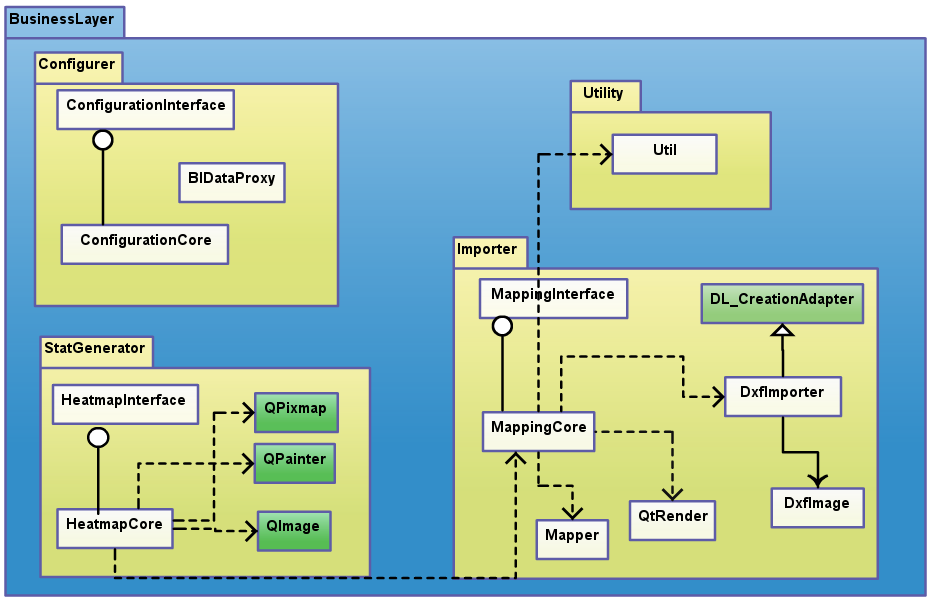 BusinessLayer
Configurer
ConfigurationInterface
BlDataProxy
ConfigurationCore
Utility
Util
Importer
MappingInterface
DL_CreationAdapter
DxfImporter
MappingCore
DxfImage
QtRender
Mapper
StatGenerator
HeatmapInterface
QPixmap
QPainter
HeatmapCore
QImage